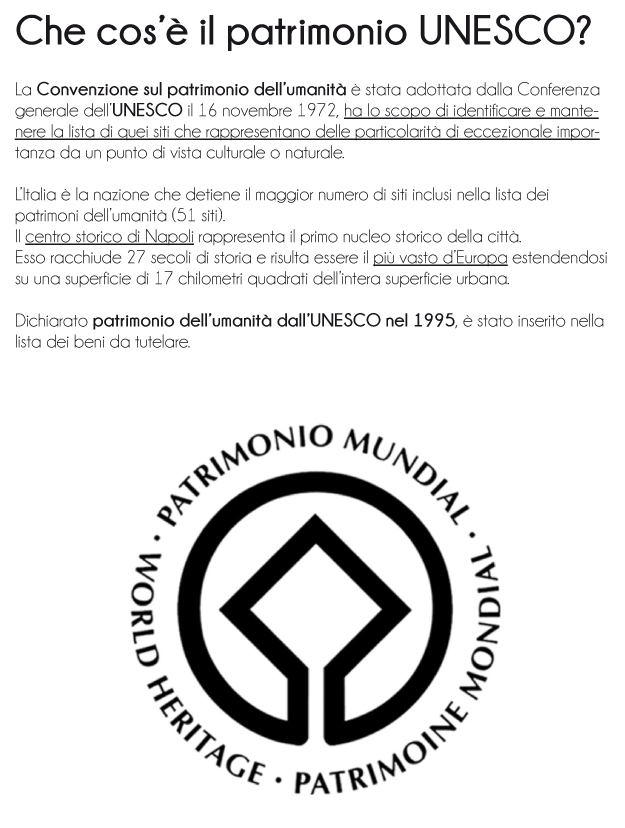 Che cos'è il patrimonio UNESCO?
La Convenzione sul patrimonio dell'umanità è stata adottata dalla Conferenza
generale dell'UNESCO il 16 novembre 1972, ha lo scopo di identificare e mante-
nere la lista di quei siti che rappresentano delle particolarità di eccezionale impor-
tanza da un punto di vista culturale o naturale.
L'Italia è la nazione che detiene il maggior numero di siti inclusi nella lista dei
patrimoni dell'umanità (51 siti).
Il centro storico di Napoli rappresenta il primo nucleo storico della città.
Esso racchiude 27 secoli di storia e risulta essere il più vasto d'Europa estendendosi
su una superficie di 17 chilometri quadrati dell'intera superficie urbana.
Dichiarato patrimonio dell'umanità dall'UNESCO nel 1995, è stato inserito nella
lista dei beni da tutelare.
· PATRIMONIO MUNDIAL ·
WORLD HERITAGE · PATRIMOINE MONDIAL